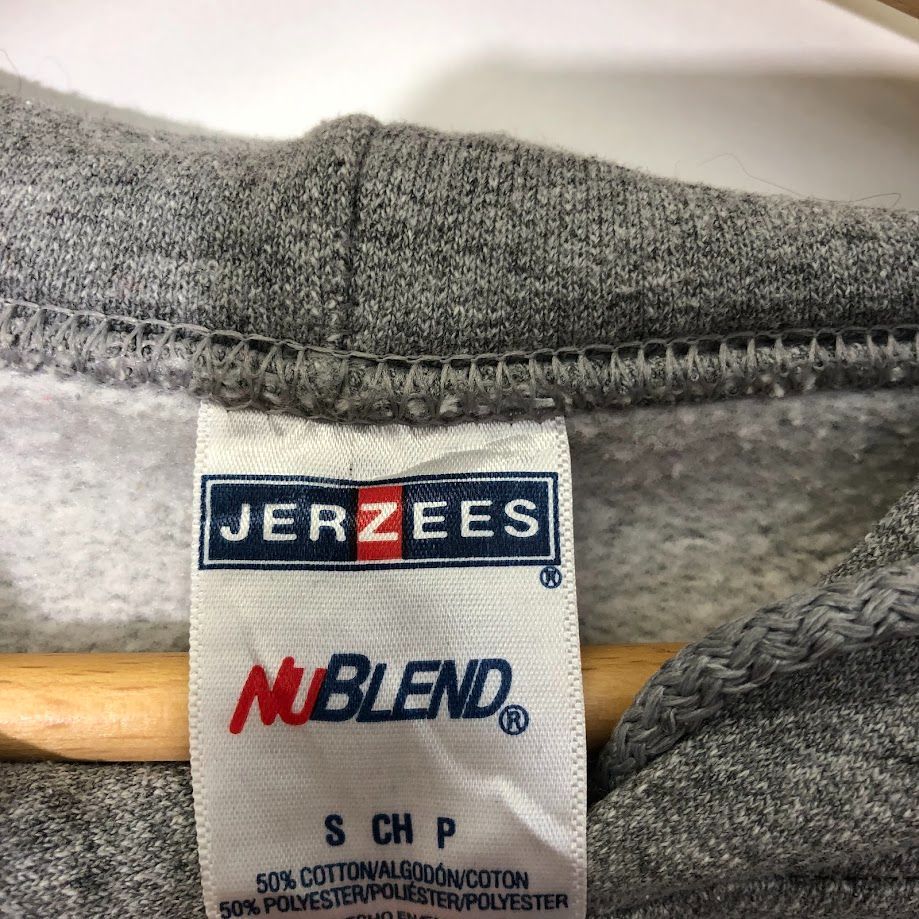 JERZEES®
NUBLEND®
S CH P
50% COTTON/ALGODÓN/COTON
50% POLYESTER/POLIÉSTER/POLYESTER